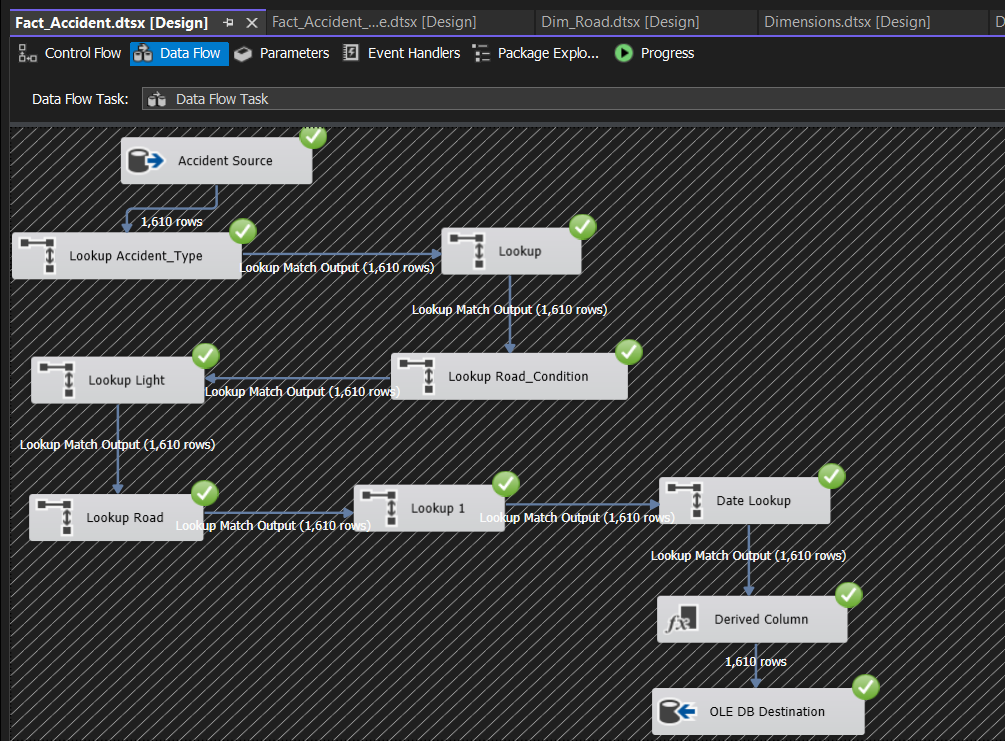 Fact_Accident.dtsx [Design]
Fact_Accident_...e.dtsx [Design]
Dim_Road.dtsx [Design]
Dimensions.dtsx [Design]
D
Control Flow
Data Flow
Parameters
Event Handlers
Package Explo...
Progress
Data Flow Task:
Data Flow Task
Accident Source
1,610 rows
Lookup Accident_Type
Lookup Match Output (1,610 rows)
Lookup
Lookup Match Output (1,610 rows)
Lookup Road_Condition
Lookup Match Output (1,610 rows)
Lookup Light
Lookup Match Output (1,610 rows)
Lookup Road
Lookup Match Output (1,610 rows)
Lookup 1
Lookup Match Output (1,610 rows)
Date Lookup
Lookup Match Output (1,610 rows)
fx
Derived Column
1,610 rows
OLE DB Destination